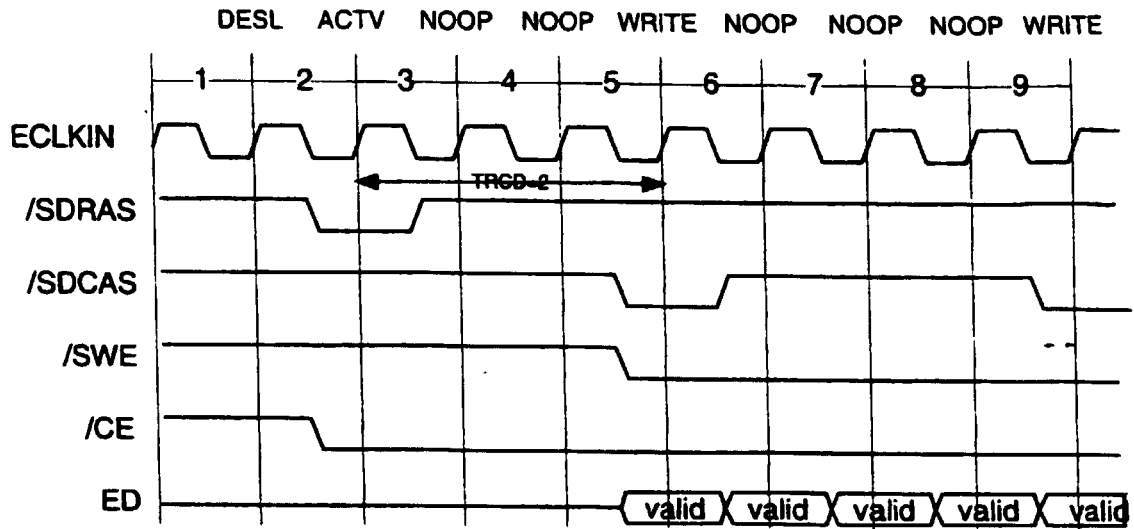 DESL ACTV NOOP NOOP WRITE NOOP NOOP NOOP WRITE
1 2 3 4 5 6 7 8 9
ECLKIN
TRCD=2
/SDRAS
/SDCAS
/SWE
/CE
ED valid valid valid valid valid